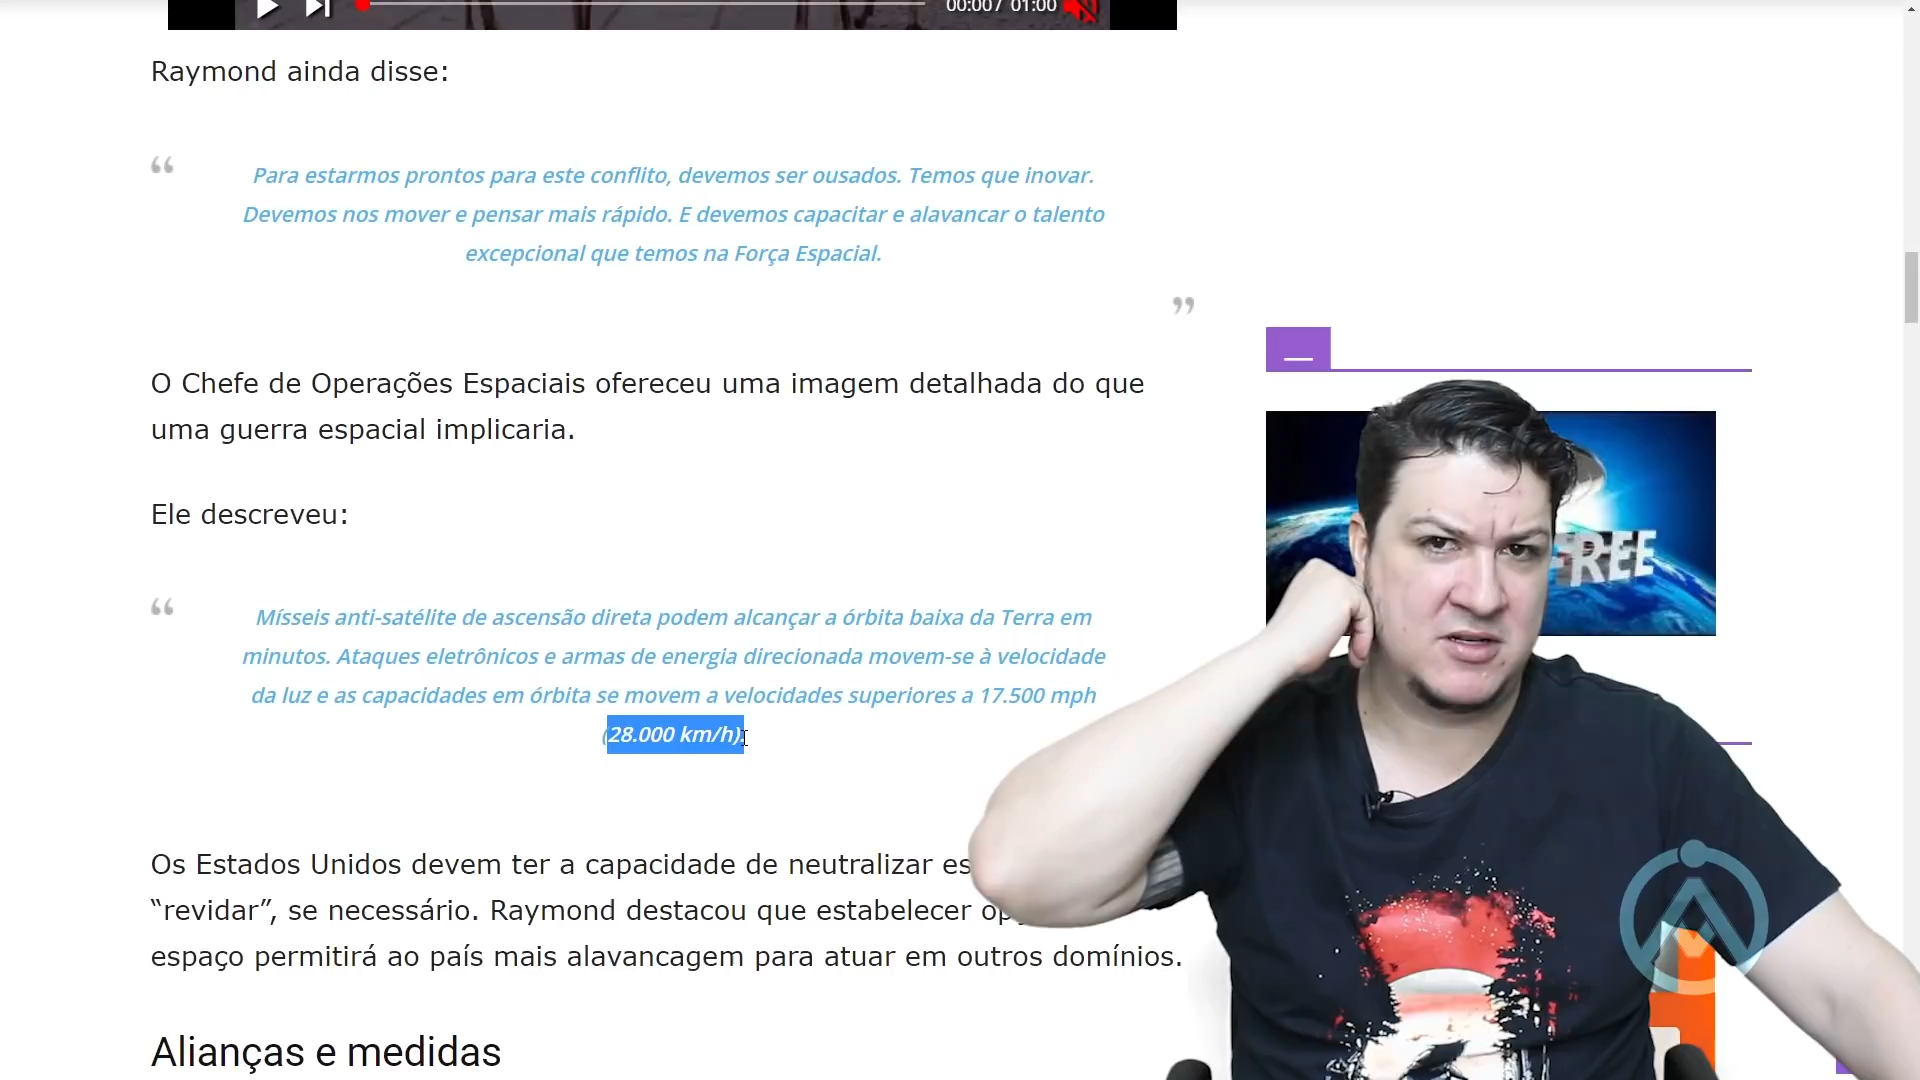 00:00 / 01:00
Raymond ainda disse:
“
Para estarmos prontos para este conflito, devemos ser ousados. Temos que inovar.
Devemos nos mover e pensar mais rápido. E devemos capacitar e alavancar o talento
excepcional que temos na Força Espacial.
”
O Chefe de Operações Espaciais ofereceu uma imagem detalhada do que
uma guerra espacial implicaria.
Ele descreveu:
FREE
“
Mísseis anti-satélite de ascensão direta podem alcançar a órbita baixa da Terra em
minutos. Ataques eletrônicos e armas de energia direcionada movem-se à velocidade
da luz e as capacidades em órbita se movem a velocidades superiores a 17.500 mph
(28.000 km/h).
Os Estados Unidos devem ter a capacidade de neutralizar
“revidar”, se necessário. Raymond destacou que estabelecer
espaço permitirá ao país mais alavancagem para atuar em outros domínios.
Alianças e medidas